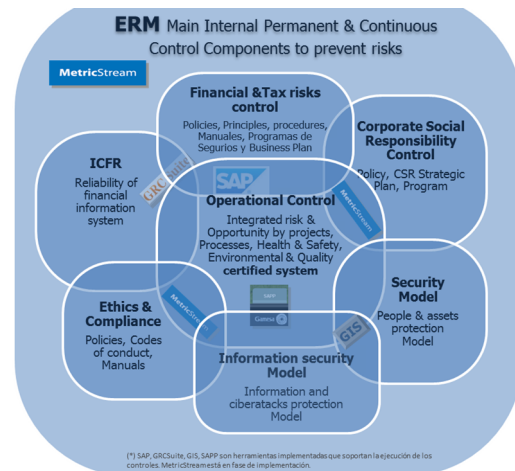 ERM Main Internal Permanent & Continuous
Control Components to prevent risks
MetricStream
Financial &Tax risks
control
Policies, Principles, procedures,
Manuales, Programas de
Segurios y Business Plan
Corporate Social
Responsibility
Control
Policy, CSR Strategic
Plan, Program
ICFR
Reliability of
financial
information
system
GRC Suite
SAP
Operational Control
Integrated risk &
Opportunity by projects,
Processes, Health & Safety,
Environmental & Quality
certified system
MetricStream
Security
Model
People & assets
protection
Model
Ethics &
Compliance
Policies, Codes
of conduct,
Manuals
MetricStream
Gamma
GIS
Information security
Model
Information and
ciberatacks protection
Model
(*) SAP, GRCSuite, GIS, SAPP son herramientas implementadas que soportan la ejecución de los
controles. MetricStream está en fase de implementación.